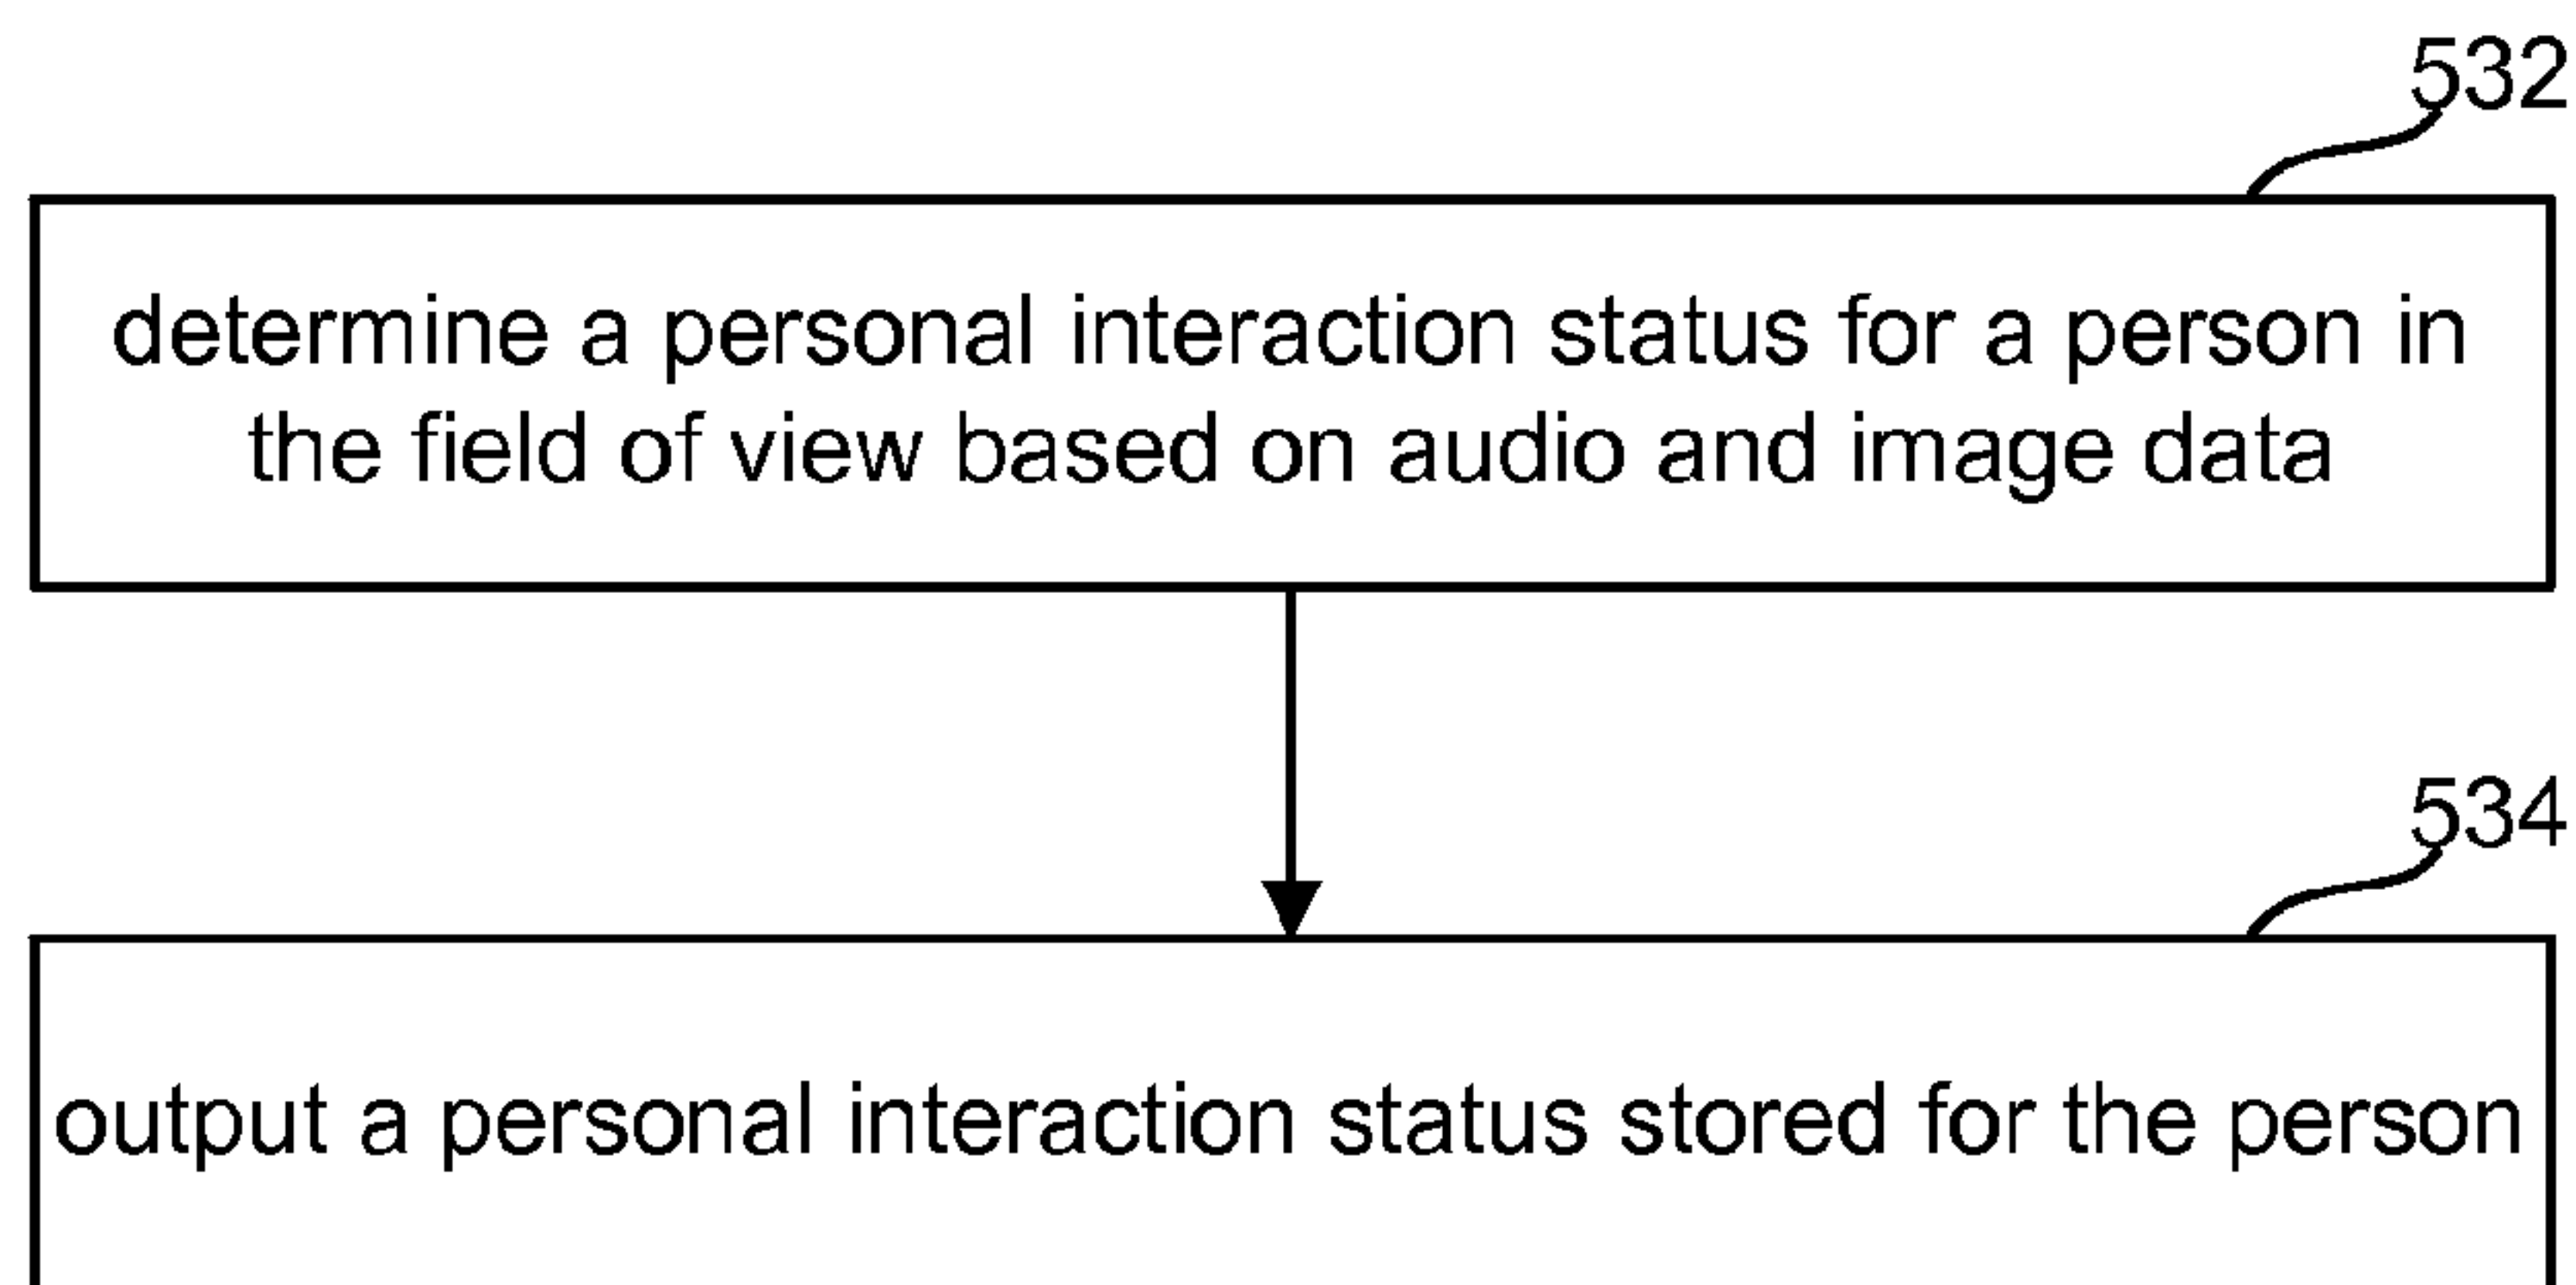 532
determine a personal interaction status for a person in
the field of view based on audio and image data
534
output a personal interaction status stored for the person